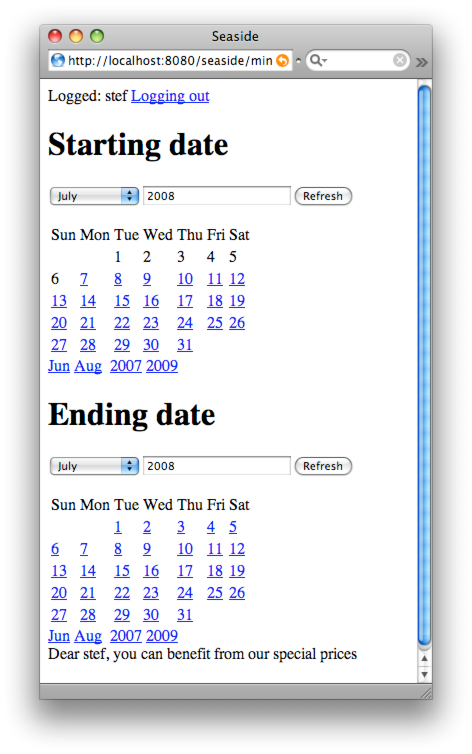 Seaside
http://localhost:8080/seaside/min
Logged: stef Logging out
Starting date
July 2008 Refresh
Sun Mon Tue Wed Thu Fri Sat
1 2 3 4 5
6 7 8 9 10 11 12
13 14 15 16 17 18 19
20 21 22 23 24 25 26
27 28 29 30 31
Jun Aug 2007 2009
Ending date
July 2008 Refresh
Sun Mon Tue Wed Thu Fri Sat
1 2 3 4 5
6 7 8 9 10 11 12
13 14 15 16 17 18 19
20 21 22 23 24 25 26
27 28 29 30 31
Jun Aug 2007 2009
Dear stef, you can benefit from our special prices